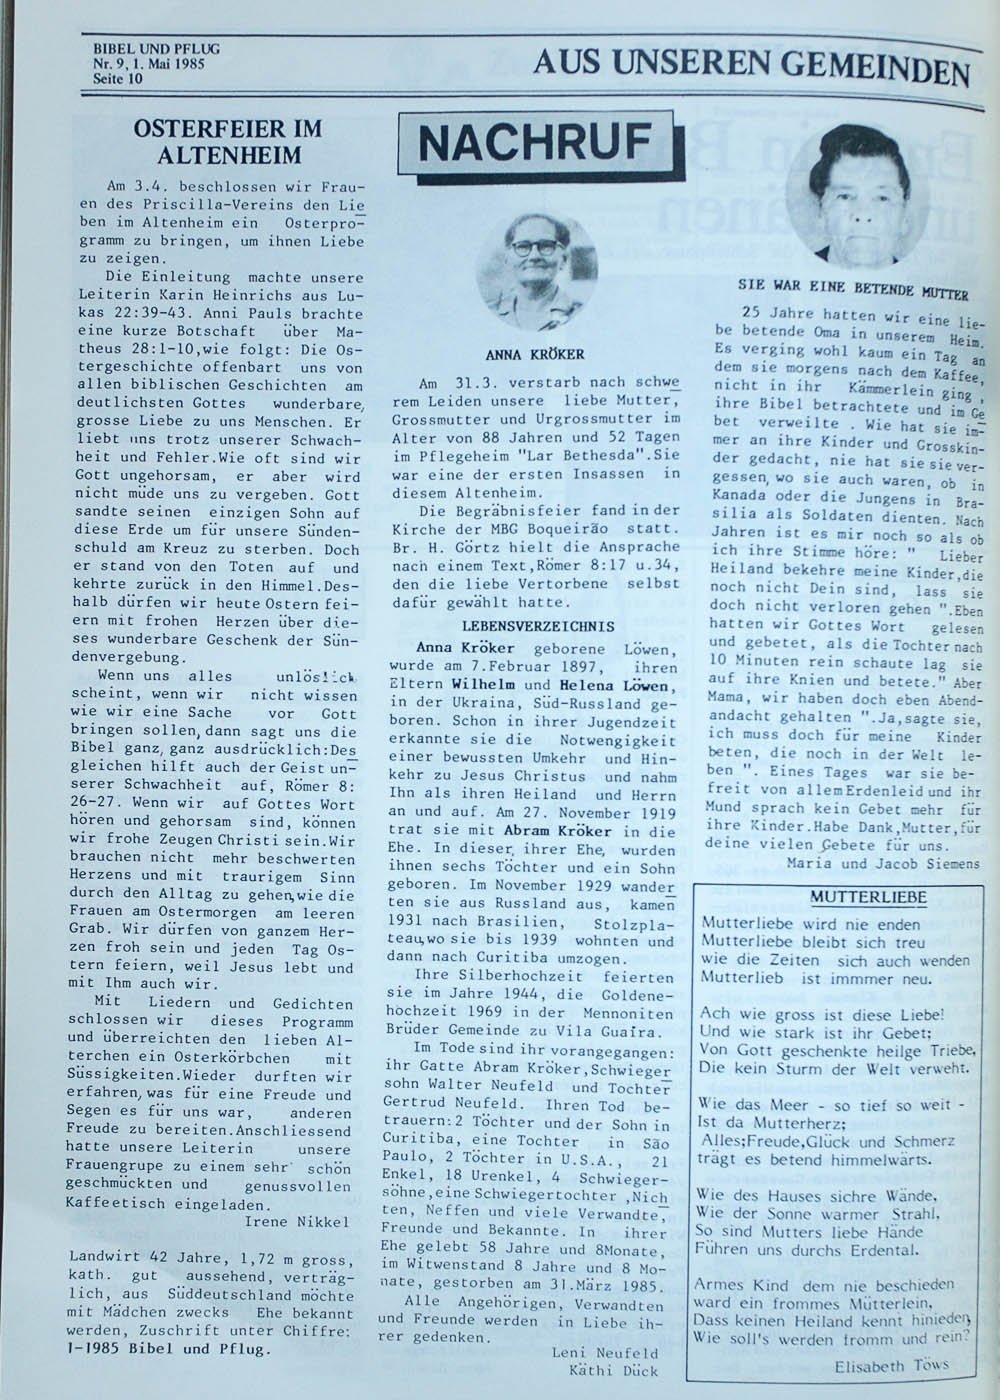 BIBEL UND PFLUG
Nr. 9, 1. Mai 1985
Seite 10
AUS UNSEREN GEMEINDEN
OSTERFEIER IM
ALTENHEIM
Am 3.4. beschlossen wir Frau-
en des Priscilla-Vereins den Lie
ben im Altenheim ein Osterpro-
gramm zu bringen, um ihnen Liebe
zu zeigen.
Die Einleitung machte unsere
Leiterin Karin Heinrichs aus Lu-
kas 22:39-43. Anni Pauls brachte
eine kurze Botschaft über Ma-
theus 28:1-10,wie folgt: Die Os-
tergeschichte offenbart uns von
allen biblischen Geschichten am
deutlichsten Gottes wunderbare,
grosse Liebe zu uns Menschen. Er
liebt uns trotz unserer Schwach-
heit und Fehler.Wie oft sind wir
Gott ungehorsam, er aber wird
nicht müde uns zu vergeben. Gott
sandte seinen einzigen Sohn auf
diese Erde um für unsere Sünden-
schuld am Kreuz zu sterben. Doch
er stand von den Toten auf und
kehrte zurück in den Himmel.Des-
halb dürfen wir heute Ostern fei-
ern mit frohen Herzen über die-
ses wunderbare Geschenk der Sün-
denvergebung.
Wenn uns alles unlöslich
scheint, wenn wir nicht wissen
wie wir eine Sache vor Gott
bringen sollen,dann sagt uns die
Bibel ganz, ganz ausdrücklich:Des
gleichen hilft auch der Geist un-
serer Schwachheit auf, Römer 8:
26-27. Wenn wir auf Gottes Wort
hören und gehorsam sind, können
wir frohe Zeugen Christi sein.Wir
brauchen nicht mehr beschwerten
Herzens und mit traurigem Sinn
durch den Alltag zu gehen,wie die
Frauen am Ostermorgen am leeren
Grab. Wir dürfen von ganzem Her-
zen froh sein und jeden Tag Os-
tern feiern, weil Jesus lebt und
mit Ihm auch wir.
Mit Liedern und Gedichten
schlossen wir dieses Programm
und überreichten den lieben Al-
terchen ein Osterkörbchen mit
Süssigkeiten.Wieder durften wir
erfahren,was für eine Freude und
Segen es für uns war, anderen
Freude zu bereiten.Anschliessend
hatte unsere Leiterin unsere
Frauengrupe zu einem sehr schön
geschmückten und genussvollen
Kaffeetisch eingeladen.
Irene Nikkel
Landwirt 42 Jahre, 1,72 m gross,
kath. gut aussehend, verträg-
lich, aus Süddeutschland möchte
mit Mädchen zwecks Ehe bekannt
werden, Zuschrift unter Chiffre:
1-1985 Bibel und Pflug.
NACHRUF
ANNA KRÖKER
Am 31.3. verstarb nach schwe
rem Leiden unsere liebe Mutter,
Grossmutter und Urgrossmutter im
Alter von 88 Jahren und 52 Tagen
im Pflegeheim "Lar Bethesda".Sie
war eine der ersten Insassen in
diesem Altenheim.
Die Begräbnisfeier fand in der
Kirche der MBG Boqueirão statt.
Br. H. Görtz hielt die Ansprache
nach einem Text,Römer 8:17 u.34,
den die liebe Vertorbene selbst
dafür gewählt hatte.
LEBENSVERZEICHNIS
Anna Kröker geborene Löwen,
wurde am 7.Februar 1897, ihren
Eltern Wilhelm und Helena Löwen,
in der Ukraina, Süd-Russland ge-
boren. Schon in ihrer Jugendzeit
erkannte sie die Notwengigkeit
einer bewussten Umkehr und Hin-
kehr zu Jesus Christus und nahm
Ihn als ihren Heiland und Herrn
an und auf. Am 27. November 1919
trat sie mit Abram Kröker in die
Ehe. In dieser, ihrer Ehe, wurden
ihnen sechs Töchter und ein Sohn
geboren. Im November 1929 wander
ten sie aus Russland aus, kamen
1931 nach Brasilien, Stolzpla-
teau,wo sie bis 1939 wohnten und
dann nach Curitiba umzogen.
Ihre Silberhochzeit feierten
sie im Jahre 1944, die Goldene-
hochzeit 1969 in der Mennoniten
Brüder Gemeinde zu Vila Guaíra.
Im Tode sind ihr vorangegangen:
ihr Gatte Abram Kröker,Schwieger
sohn Walter Neufeld und Tochter
Gertrud Neufeld. Ihren Tod be-
trauern:2 Töchter und der Sohn in
Curitiba, eine Tochter in São
Paulo, 2 Töchter in U.S.A., 21
Enkel, 18 Urenkel, 4 Schwieger-
söhne,eine Schwiegertochter ,Nich
ten, Neffen und viele Verwandte,
Freunde und Bekannte. In ihrer
Ehe gelebt 58 Jahre und 8Monate,
im Witwenstand 8 Jahre und 8 Mo-
nate, gestorben am 31.März 1985.
Alle Angehörigen, Verwandten
und Freunde werden in Liebe ih-
rer gedenken.
Leni Neufeld
Käthi Dück
SIE WAR EINE BETENDE MUTTER
25 Jahre hatten wir eine lie-
be betende Oma in unserem Heim.
Es verging wohl kaum ein Tag an
dem sie morgens nach dem Kaffee,
nicht in ihr Kämmerlein ging ,
ihre Bibel betrachtete und im Ge
bet verweilte . Wie hat sie im-
mer an ihre Kinder und Grosskin-
der gedacht, nie hat sie sie ver-
gessen, wo sie auch waren, ob in
Kanada oder die Jungens in Bra-
silia als Soldaten dienten. Nach
Jahren ist es mir noch so als ob
ich ihre Stimme höre: " Lieber
Heiland bekehre meine Kinder,die
noch nicht Dein sind, lass sie
doch nicht verloren gehen ".Eben
hatten wir Gottes Wort gelesen
und gebetet, als die Tochter nach
10 Minuten rein schaute lag sie
auf ihre Knien und betete." Aber
Mama, wir haben doch eben Abend-
andacht gehalten ".Ja,sagte sie,
ich muss doch für meine Kinder
beten, die noch in der Welt le-
ben ". Eines Tages war sie be-
freit von allem Erdenleid und ihr
Mund sprach kein Gebet mehr für
ihre Kinder.Habe Dank,Mutter,für
deine vielen Gebete für uns.
Maria und Jacob Siemens
MUTTERLIEBE
Mutterliebe wird nie enden
Mutterliebe bleibt sich treu
wie die Zeiten sich auch wenden
Mutterlieb ist immmer neu.
Ach wie gross ist diese Liebe!
Und wie stark ist ihr Gebet;
Von Gott geschenkte heilge Triebe,
Die kein Sturm der Welt verweht.
Wie das Meer - so tief so weit -
Ist da Mutterherz;
Alles;Freude,Glück und Schmerz
trägt es betend himmelwärts.
Wie des Hauses sichre Wände,
Wie der Sonne warmer Strahl,
So sind Mutters liebe Hände
Führen uns durchs Erdental.
Armes Kind dem nie beschieden
ward ein frommes Mütterlein,
Dass keinen Heiland kennt hinieden,
Wie soll's werden fromm und rein?
Elisabeth Töws